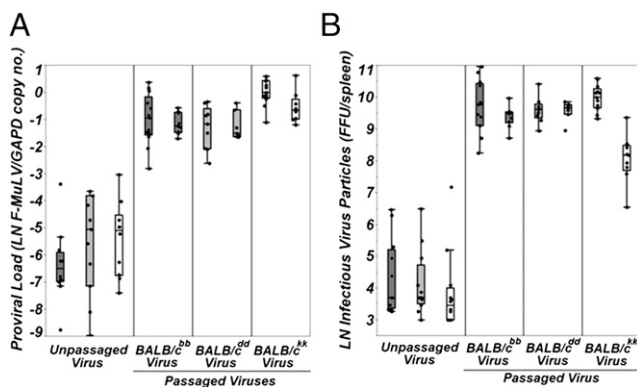 A
Proviral Load (LN F-MuLV/GAPD copy no.)
1
0
-1
-2
-3
-4
-5
-6
-7
-8
-9
Unpassaged Virus
BALB/c^bb Virus
BALB/c^dd Virus
BALB/c^kk Virus
Passaged Viruses
B
LN Infectious Virus Particles (FFU/spleen)
11
10
9
8
7
6
5
4
3
Unpassaged Virus
BALB/c^bb Virus
BALB/c^dd Virus
BALB/c^kk Virus
Passaged Virus